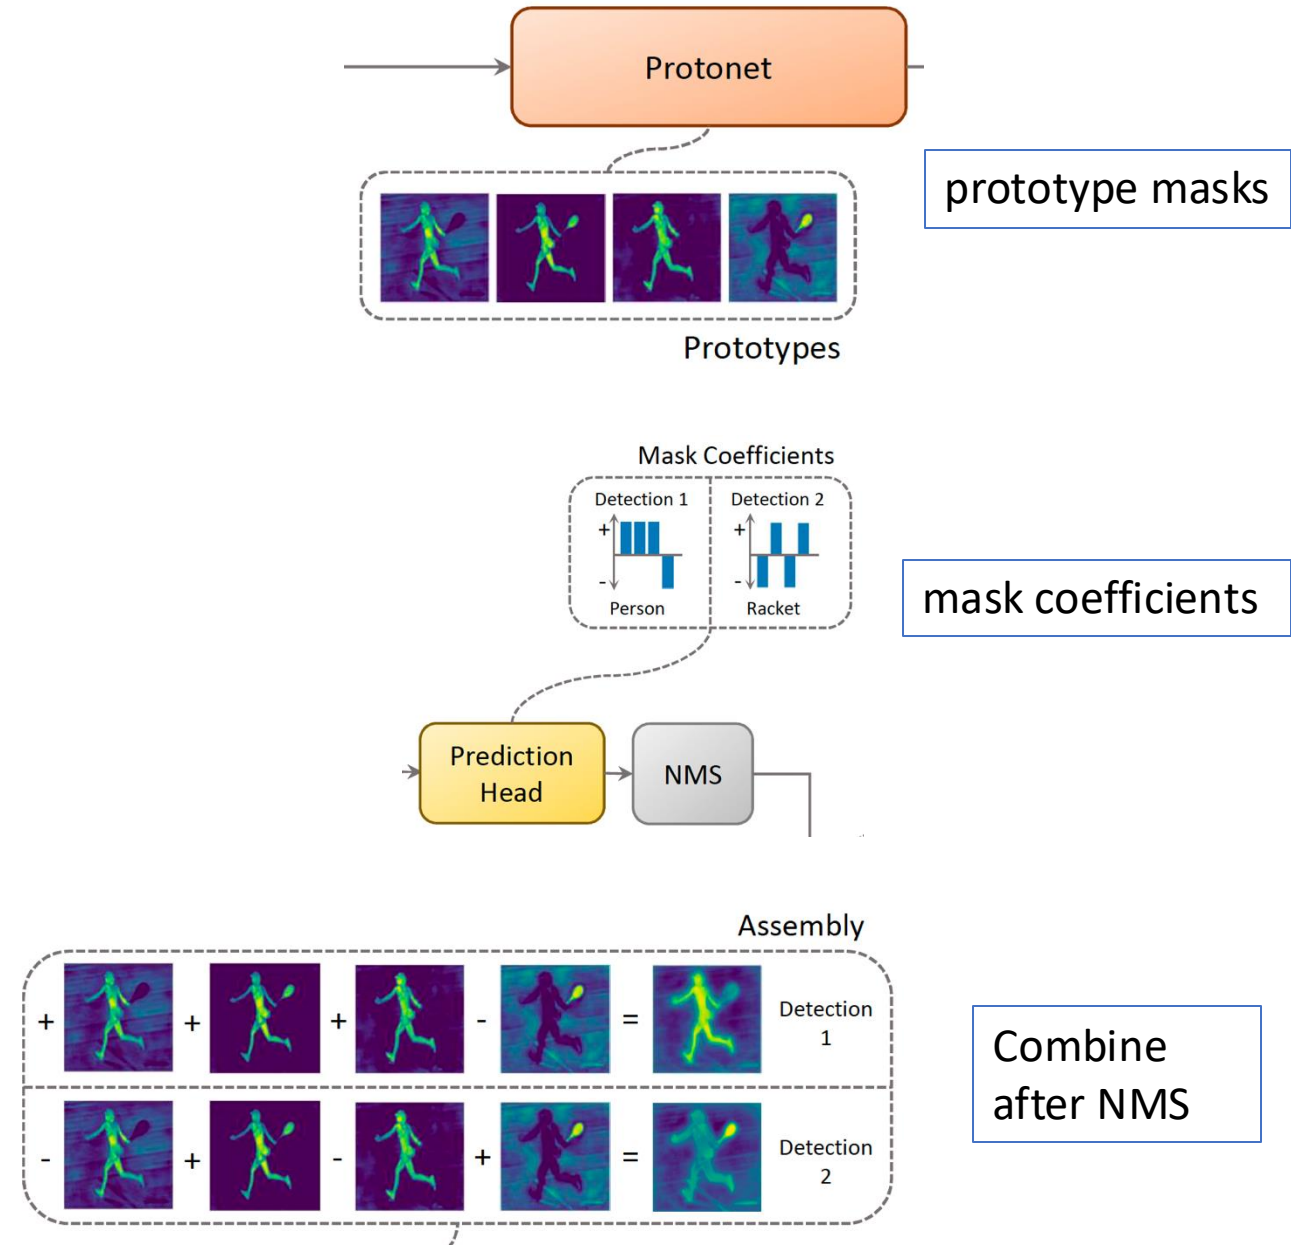 Protonet
prototype masks
Prototypes
Mask Coefficients
Detection 1
Detection 2
+
+
-
-
Person
Racket
mask coefficients
Prediction
Head
NMS
Assembly
+ + + - =
Detection
1
Combine
after NMS
- + - + =
Detection
2